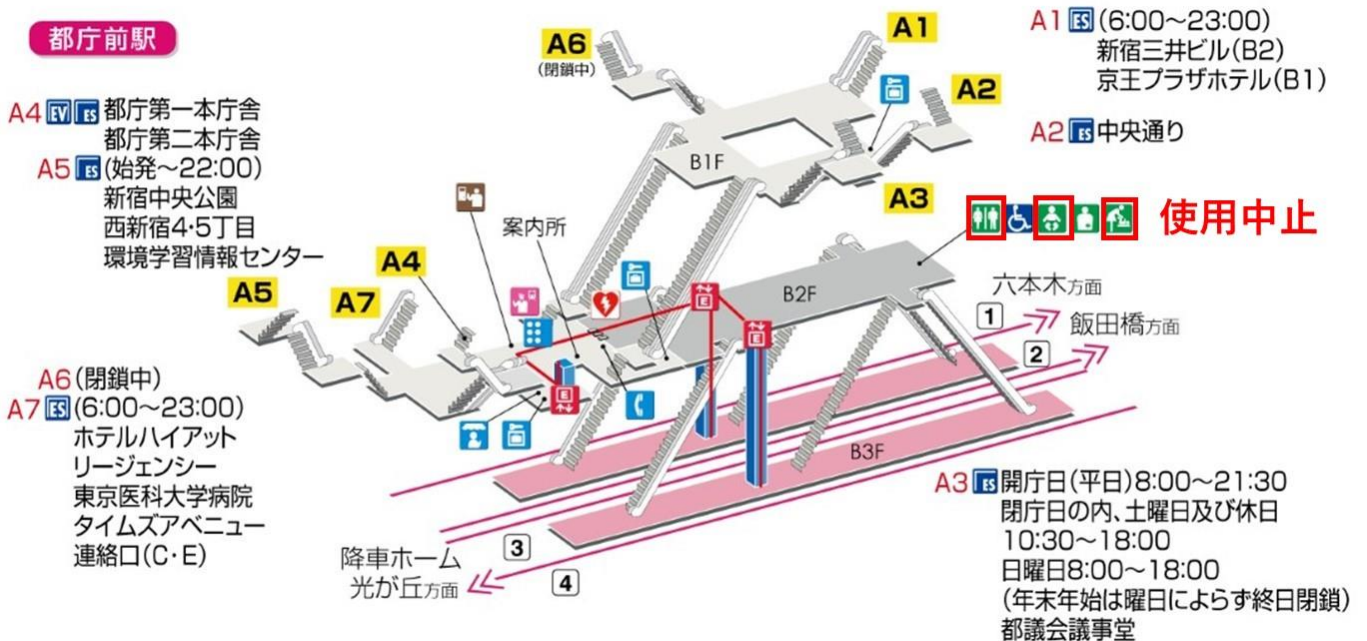 都庁前駅
A4 EV ES 都庁第一本庁舎
都庁第二本庁舎
A5 ES (始発～22:00)
新宿中央公園
西新宿4・5丁目
環境学習情報センター
A6
(閉鎖中)
A1
A2
A3
B1F
A1 ES (6:00～23:00)
新宿三井ビル(B2)
京王プラザホテル(B1)
A2 ES 中央通り
使用中止
案内所
A4
A5
A7
B2F
E
E
E
六本木方面
1
飯田橋方面
2
A6(閉鎖中)
A7 ES (6:00～23:00)
ホテルハイアット
リージェンシー
東京医科大学病院
タイムズアベニュー
連絡口(C・E)
B3F
降車ホーム
3
光が丘方面
4
A3 ES 開庁日(平日)8:00～21:30
閉庁日の内、土曜日及び休日
10:30～18:00
日曜日8:00～18:00
(年末年始は曜日によらず終日閉鎖)
都議会議事堂